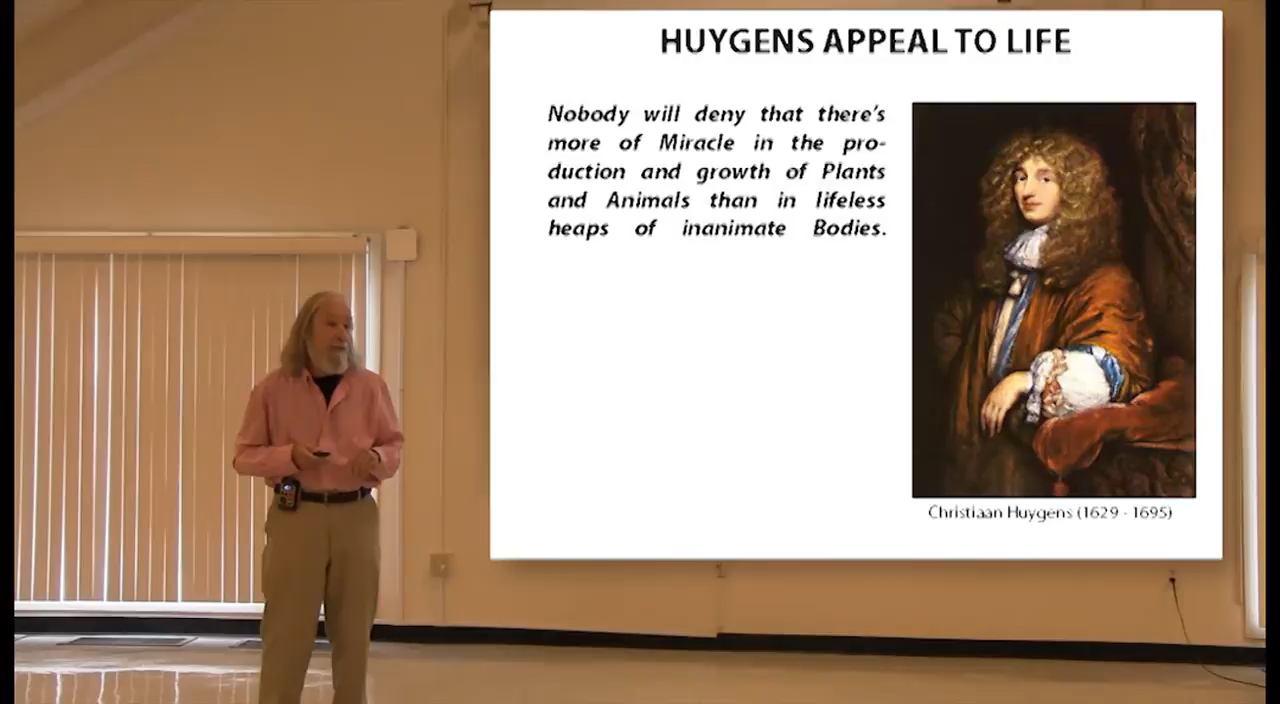 HUYGENS APPEAL TO LIFE
Nobody will deny that there's
more of Miracle in the pro-
duction and growth of Plants
and Animals than in lifeless
heaps of inanimate Bodies.
Christiaan Huygens (1629 - 1695)